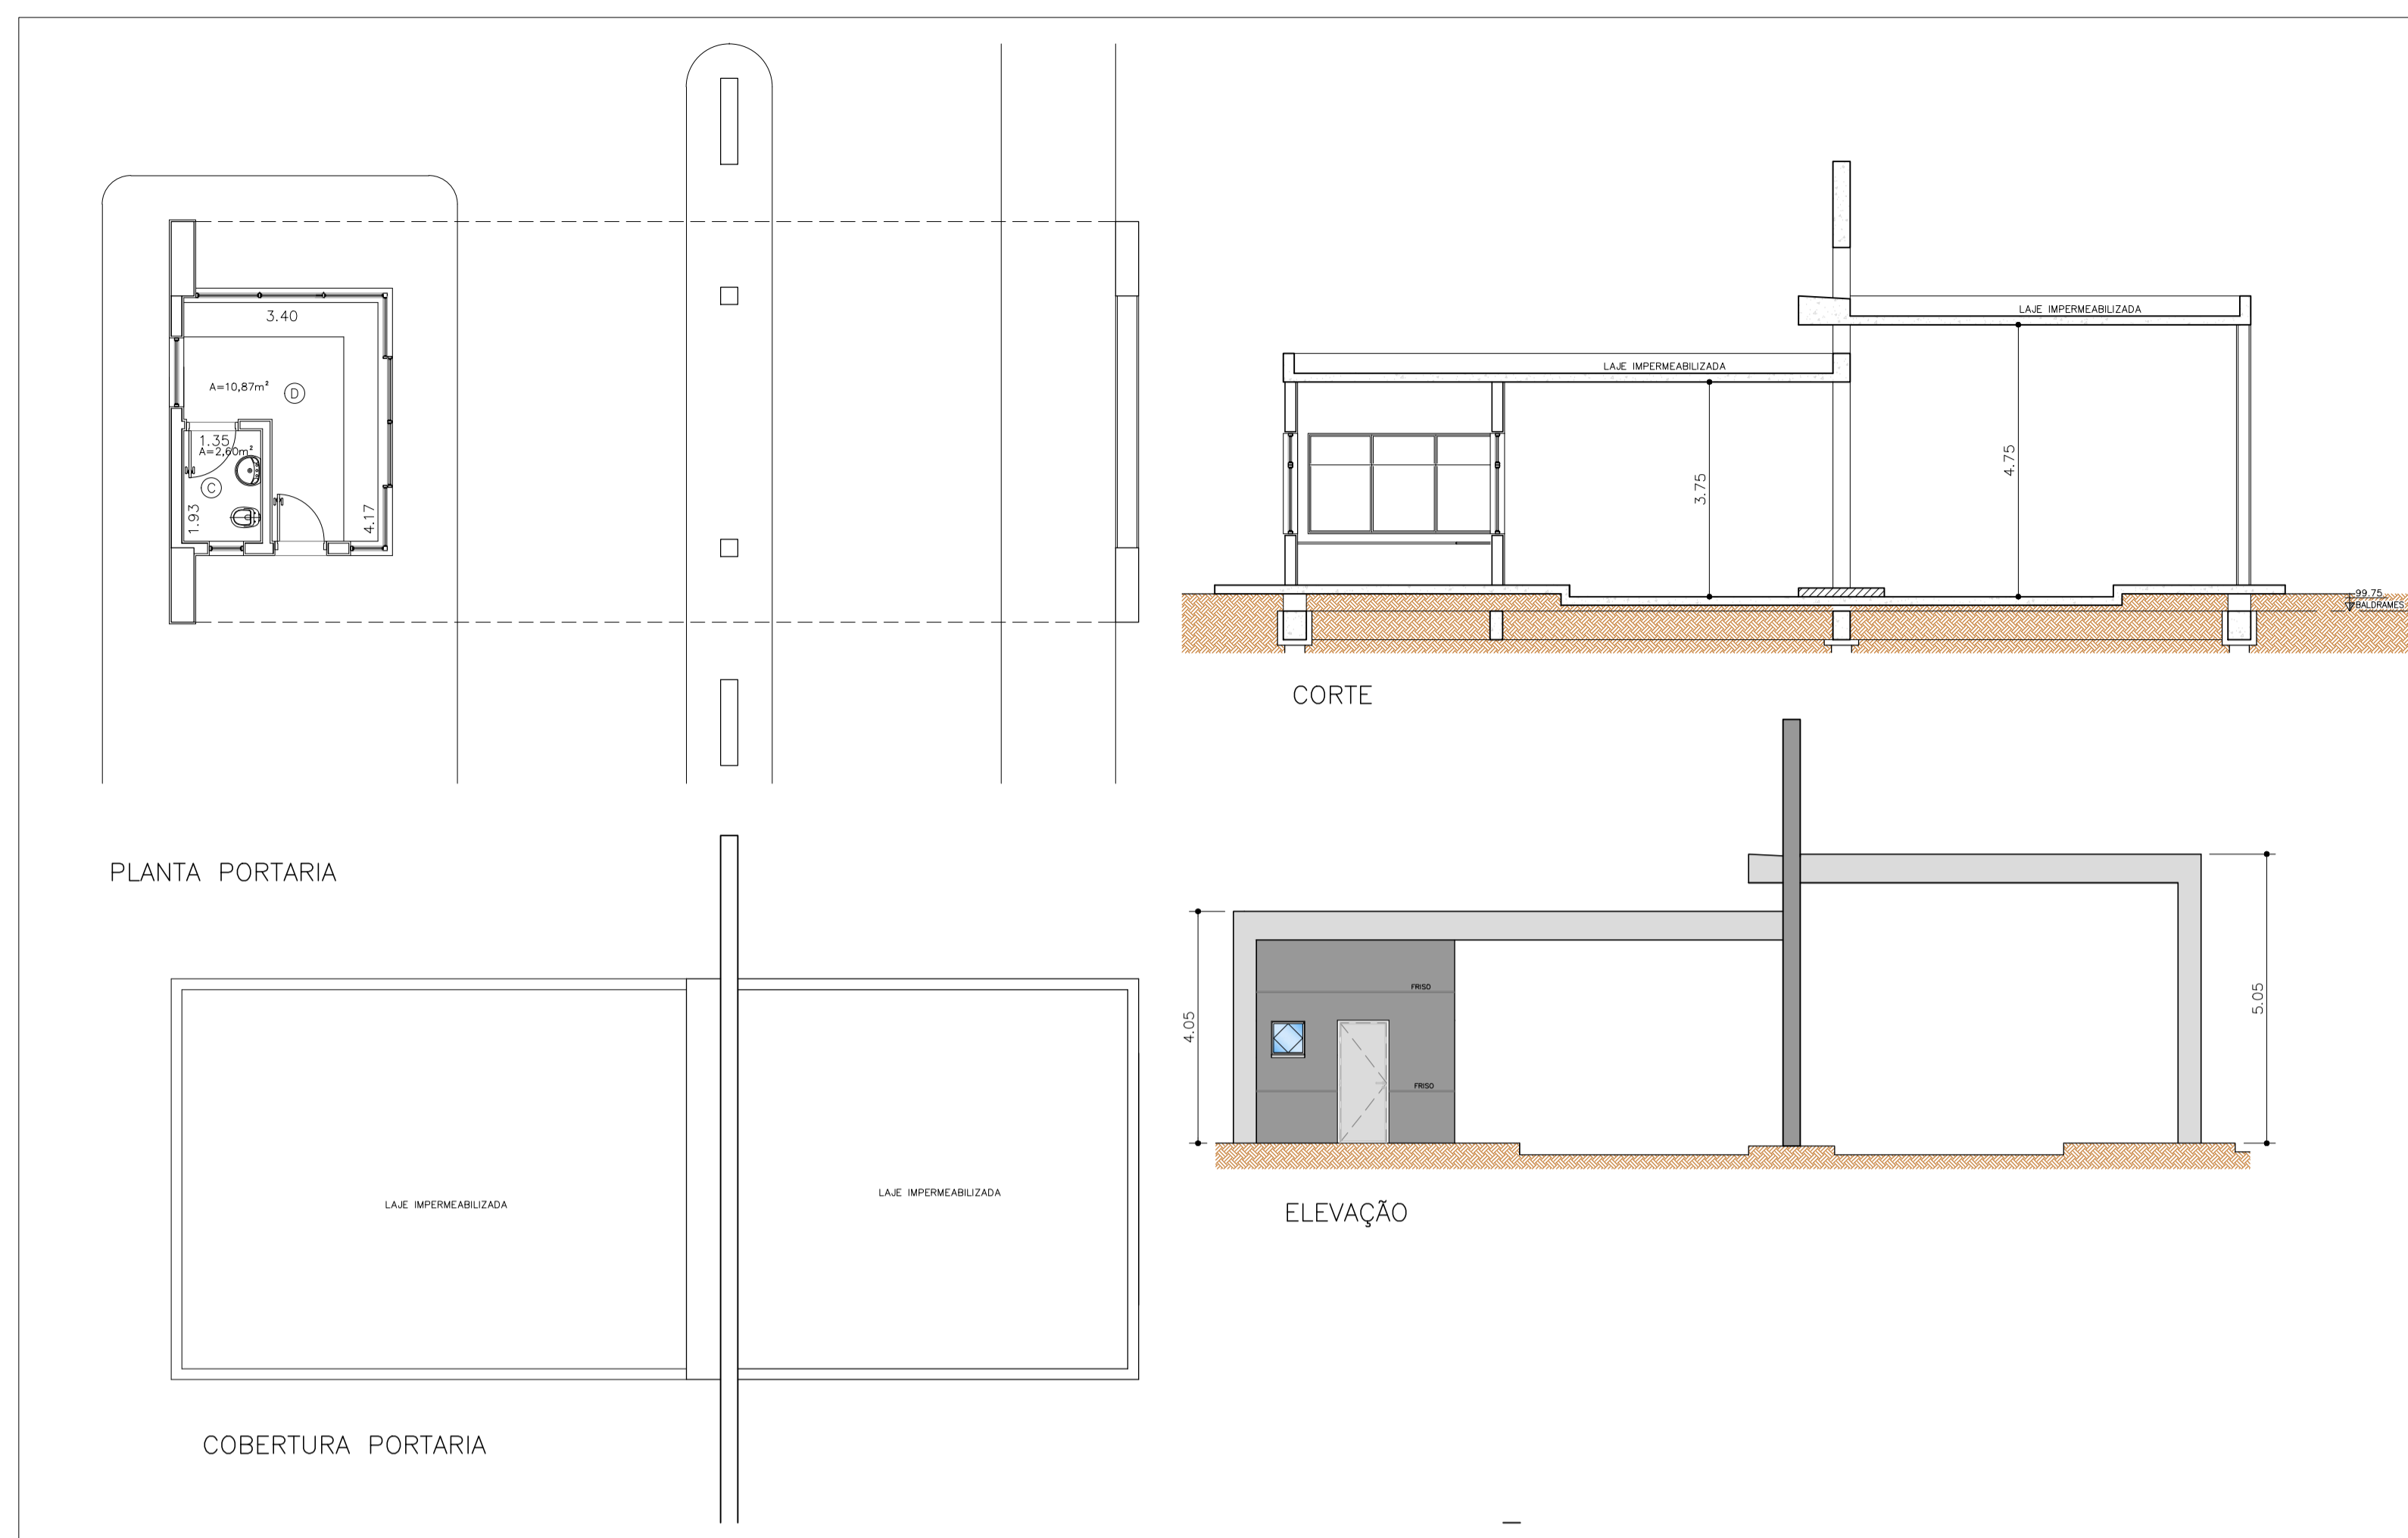 3.40
A=10,87m²
D
1.35
A=2,60m²
C
1.93
4.17
PLANTA PORTARIA
LAJE IMPERMEABILIZADA
LAJE IMPERMEABILIZADA
3.75
4.75
99.75
BALDRAMES
CORTE
FRISO
FRISO
4.05
5.05
ELEVAÇÃO
LAJE IMPERMEABILIZADA
LAJE IMPERMEABILIZADA
COBERTURA PORTARIA